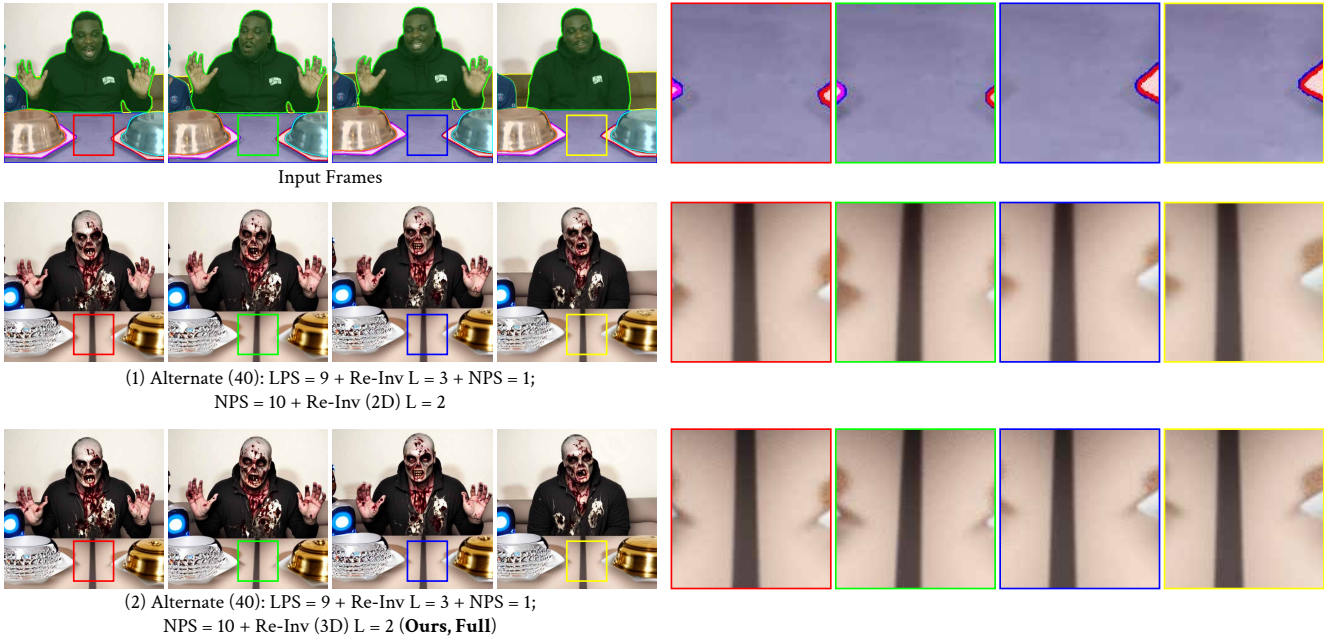 Input Frames
(1) Alternate (40): LPS = 9 + Re-Inv L = 3 + NPS = 1;
NPS = 10 + Re-Inv (2D) L = 2
(2) Alternate (40): LPS = 9 + Re-Inv L = 3 + NPS = 1;
NPS = 10 + Re-Inv (3D) L = 2 (Ours, Full)